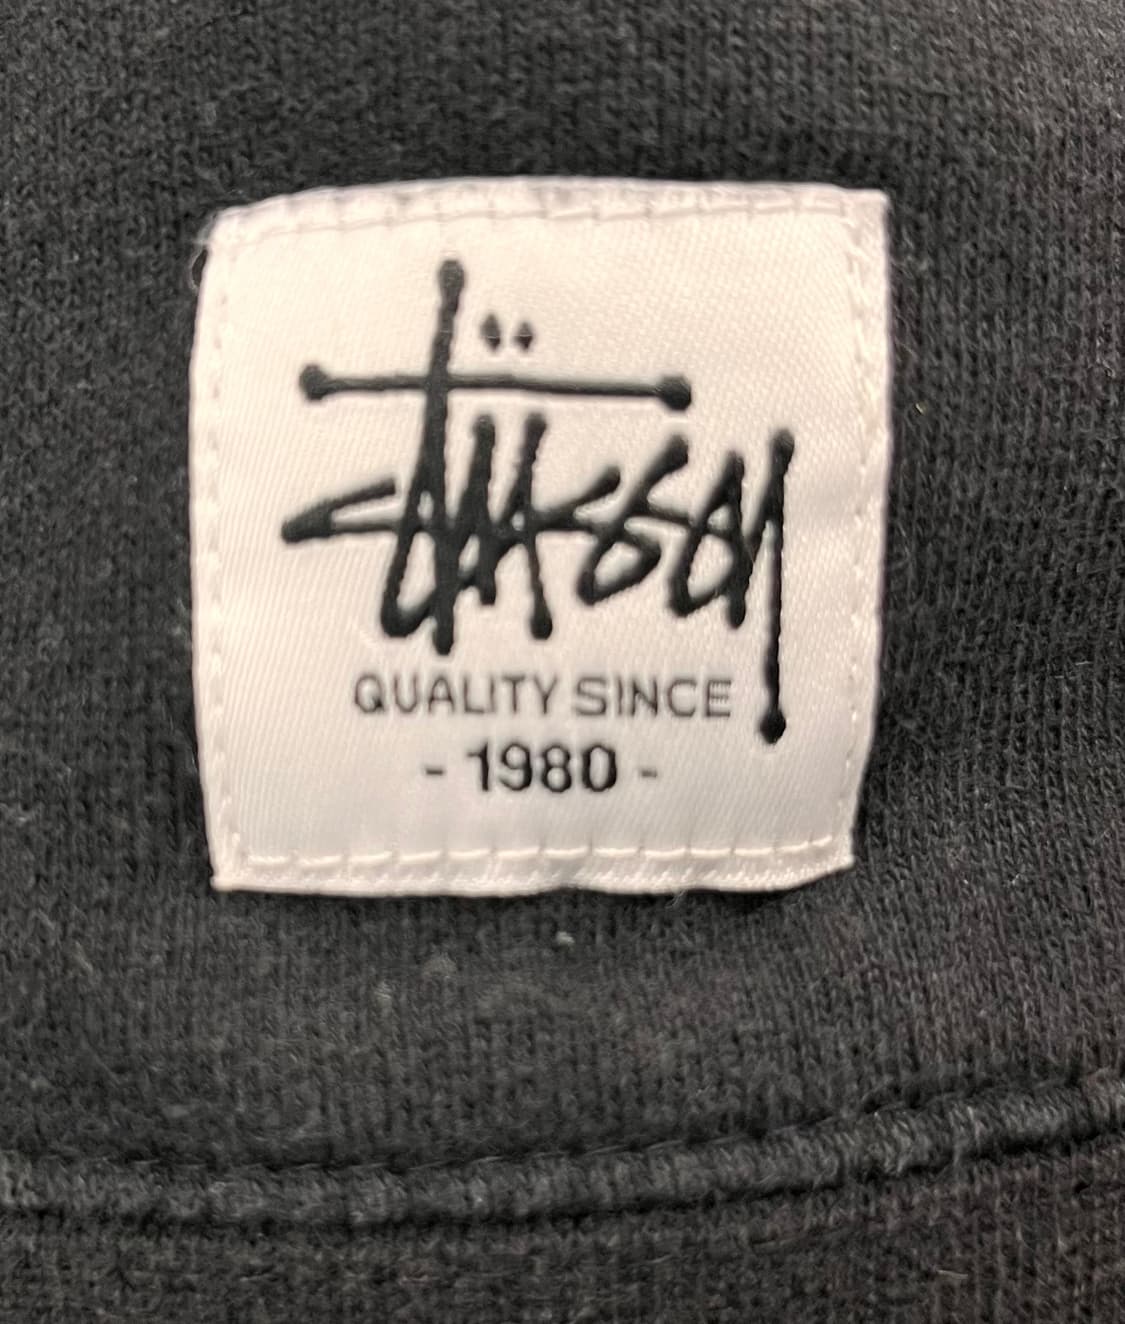 Stüssy
QUALITY SINCE
- 1980 -